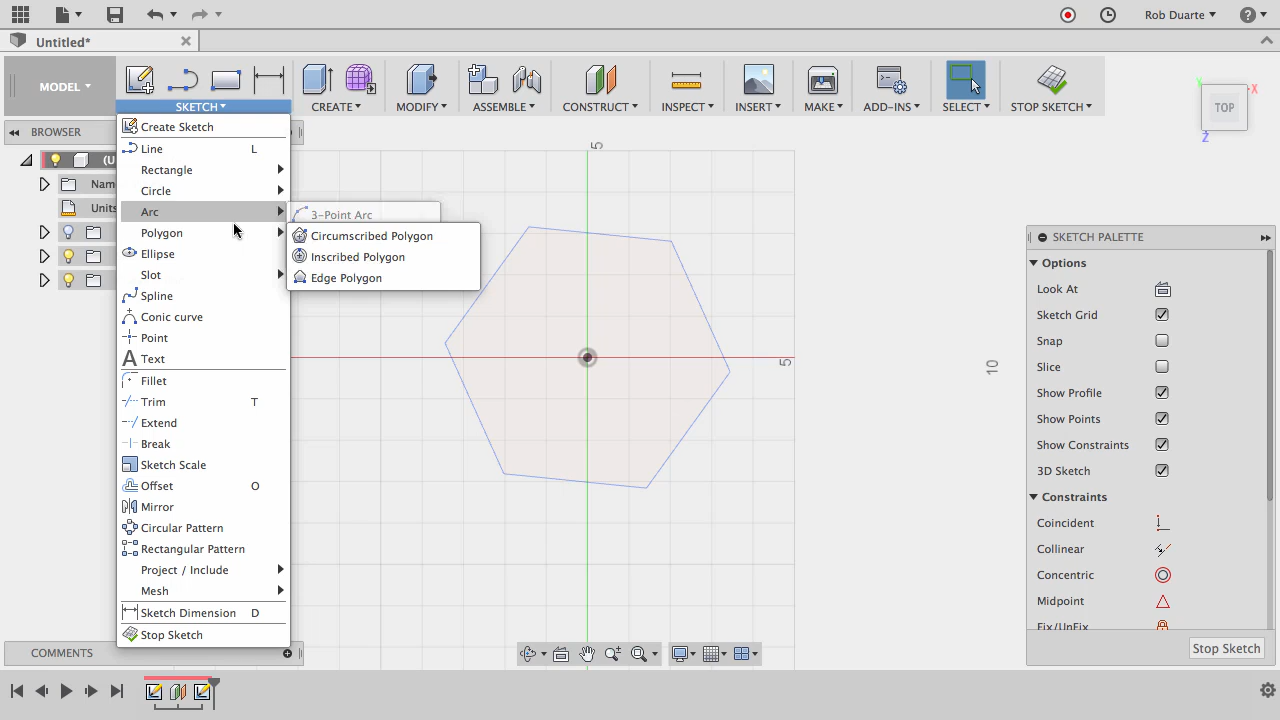 Rob Duarte
Untitled*
MODEL
SKETCH
CREATE
MODIFY
ASSEMBLE
CONSTRUCT
INSPECT
INSERT
MAKE
ADD-INS
SELECT
STOP SKETCH
TOP
X
Y
Z
BROWSER
(U
Nam
Units
Create Sketch
Line L
Rectangle
Circle
Arc
Polygon
Ellipse
Slot
Spline
Conic curve
Point
Text
Fillet
Trim T
Extend
Break
Sketch Scale
Offset O
Mirror
Circular Pattern
Rectangular Pattern
Project / Include
Mesh
Sketch Dimension D
Stop Sketch
3-Point Arc
Circumscribed Polygon
Inscribed Polygon
Edge Polygon
5
5
10
SKETCH PALETTE
Options
Look At
Sketch Grid
Snap
Slice
Show Profile
Show Points
Show Constraints
3D Sketch
Constraints
Coincident
Collinear
Concentric
Midpoint
Fix/UnFix
Stop Sketch
COMMENTS